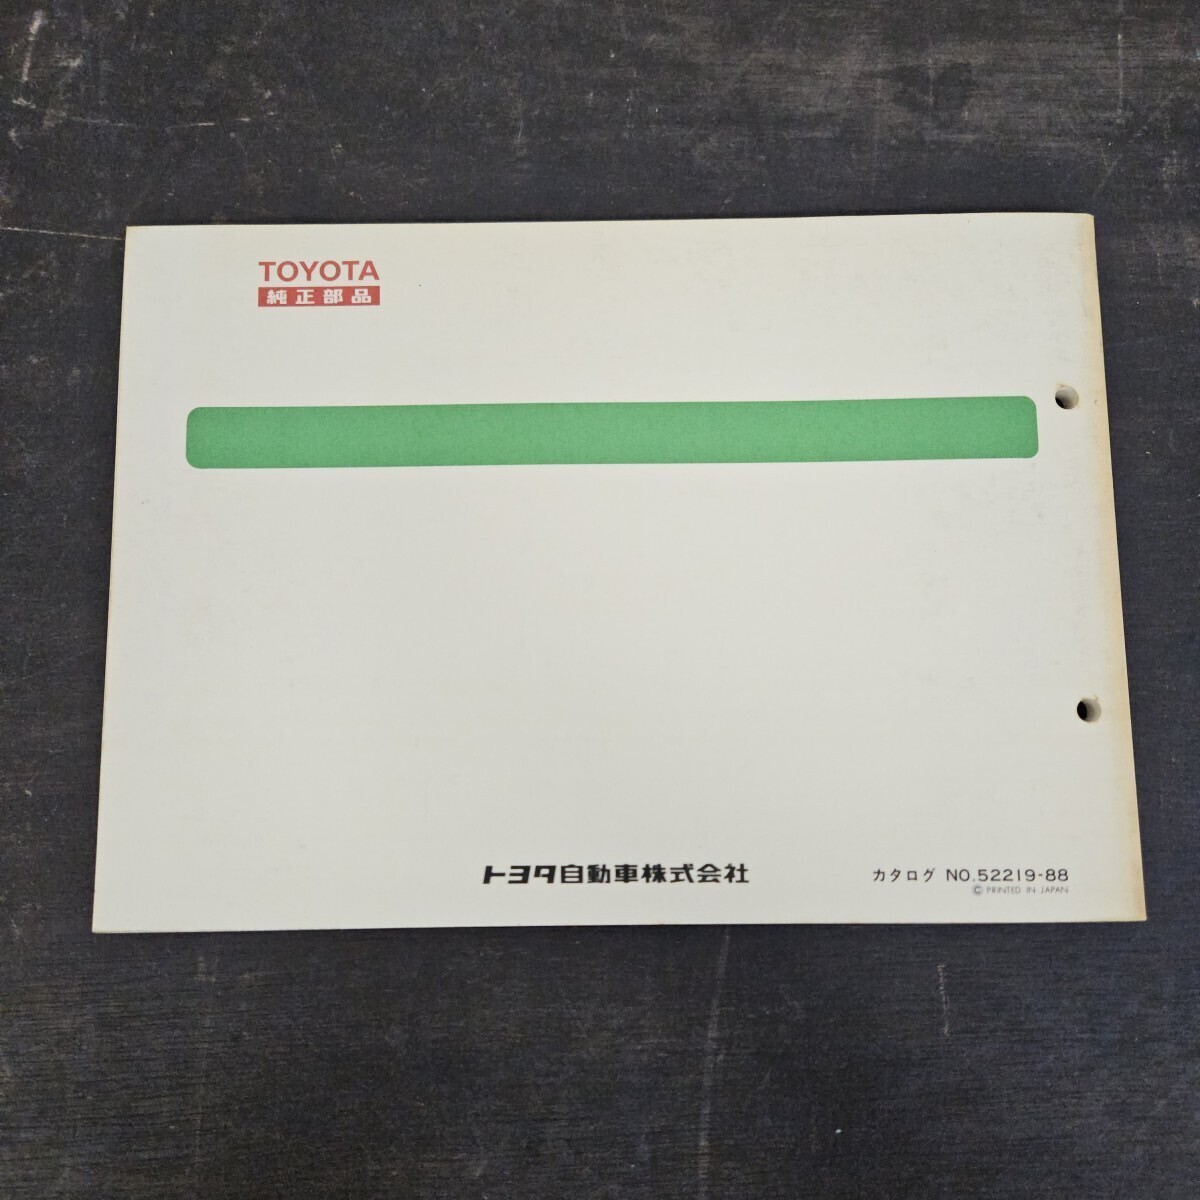 TOYOTA
純正部品
トヨタ自動車株式会社
カタログ NO.52219-88
© PRINTED IN JAPAN